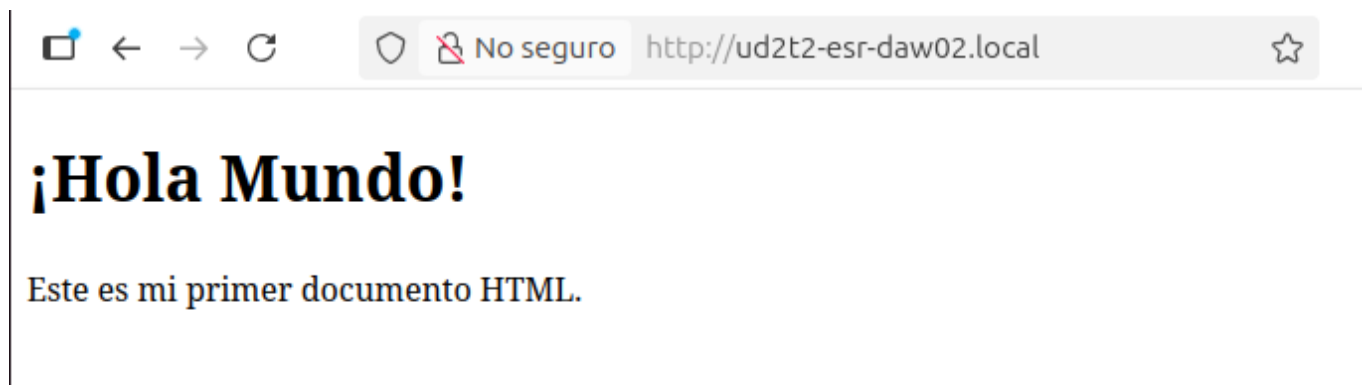 No seguro http://ud2t2-esr-daw02.local
¡Hola Mundo!
Este es mi primer documento HTML.